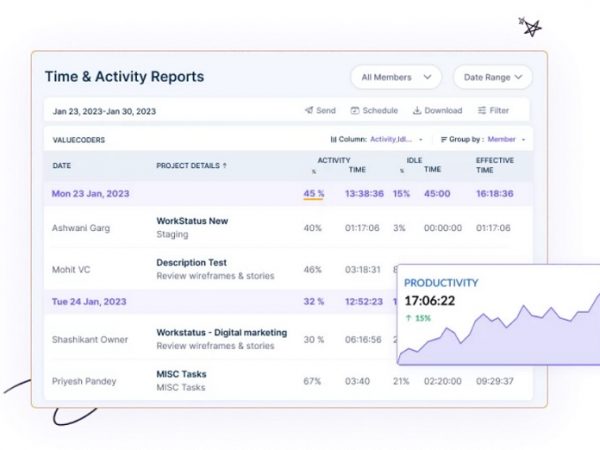 Time & Activity Reports
All Members
Date Range
Jan 23, 2023-Jan 30, 2023
Send
Schedule
Download
Filter
VALUECODERS
Column: Activity,Idl...
Group by : Member
DATE
PROJECT DETAILS ↑
ACTIVITY
% TIME
IDLE
% TIME
EFFECTIVE TIME
Mon 23 Jan, 2023 45 % 13:38:36 15% 45:00 16:18:36
Ashwani Garg WorkStatus New 40% 01:17:06 3% 00:00:00 01:17:06
Staging
Mohit VC Description Test 46% 03:18:31
Review wireframes & stories
Tue 24 Jan, 2023 32 % 12:52:23
Shashikant Owner Workstatus - Digital marketing 30 % 06:16:56
Review wireframes & stories
Priyesh Pandey MISC Tasks 67% 03:40 21% 02:20:00 09:29:37
MISC Tasks
PRODUCTIVITY
17:06:22
↑ 15%